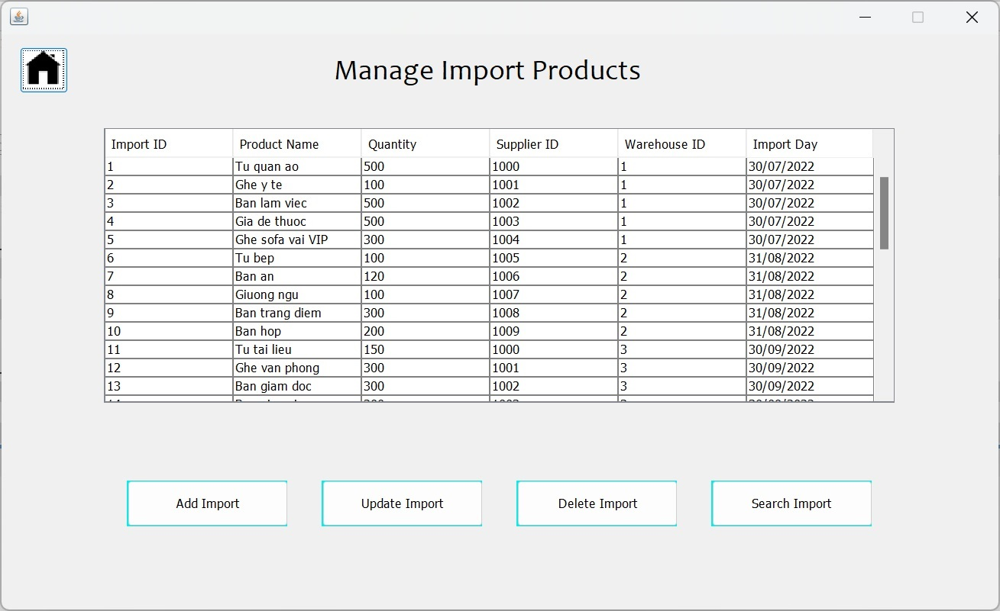 Manage Import Products
Import ID Product Name Quantity Supplier ID Warehouse ID Import Day
1 Tu quan ao 500 1000 1 30/07/2022
2 Ghe y te 100 1001 1 30/07/2022
3 Ban lam viec 500 1002 1 30/07/2022
4 Gia de thuoc 500 1003 1 30/07/2022
5 Ghe sofa vai VIP 300 1004 1 30/07/2022
6 Tu bep 100 1005 2 31/08/2022
7 Ban an 120 1006 2 31/08/2022
8 Giuong ngu 100 1007 2 31/08/2022
9 Ban trang diem 300 1008 2 31/08/2022
10 Ban hop 200 1009 2 31/08/2022
11 Tu tai lieu 150 1000 3 30/09/2022
12 Ghe van phong 300 1001 3 30/09/2022
13 Ban giam doc 300 1002 3 30/09/2022
Add Import Update Import Delete Import Search Import